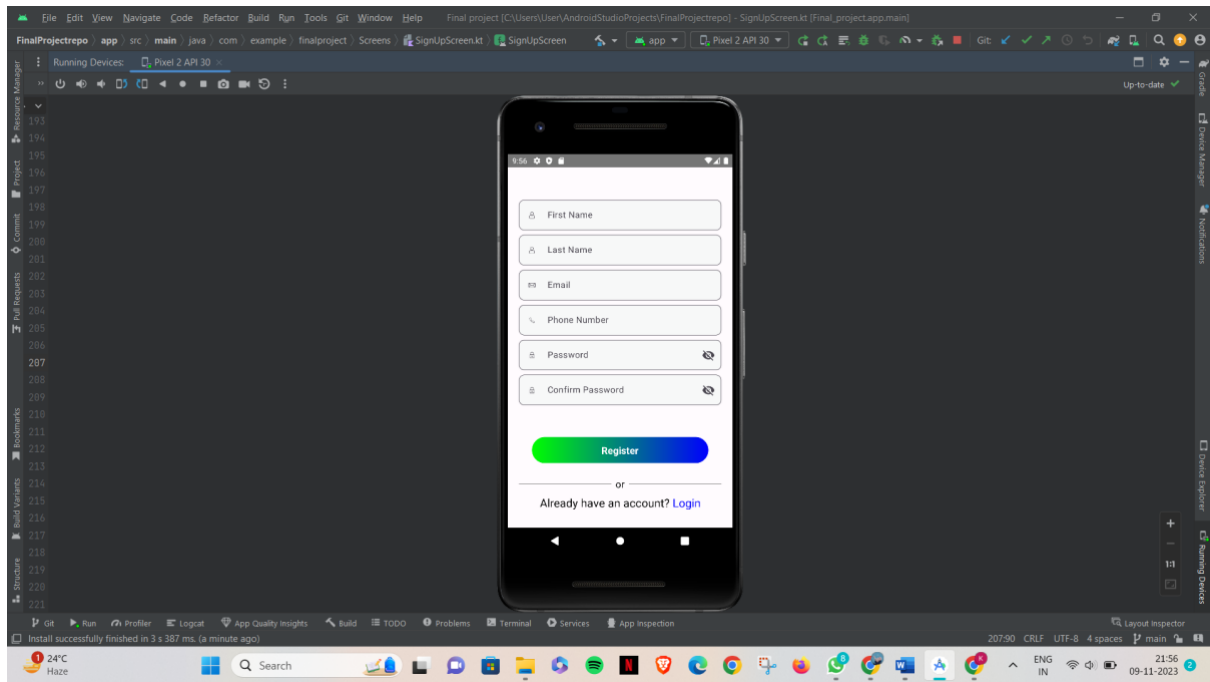 File Edit View Navigate Code Refactor Build Run Tools Git Window Help Final project [C:\Users\User\AndroidStudioProjects\FinalProjectrepo] - SignUpScreen.kt [Final_project.app.main]
FinalProjectrepo app src main java com example finalproject Screens SignUpScreen.kt SignUpScreen app Pixel 2 API 30 Git:
Running Devices: Pixel 2 API 30
Up-to-date
Resource Manager
Project
Commit
Pull Requests
Bookmarks
Build Variants
Structure
193
194
195
196
197
198
199
200
201
202
203
204
205
206
207
208
209
210
211
212
213
214
215
216
217
218
219
220
221
9:56
First Name
Last Name
Email
Phone Number
Password
Confirm Password
Register
or
Already have an account? Login
1:1
Gradle
Device Manager
Notifications
Device Explorer
Running Devices
Git Run Profiler Logcat App Quality Insights Build TODO Problems Terminal Services App Inspection Layout Inspector
Install successfully finished in 3 s 387 ms. (a minute ago) 207:90 CRLF UTF-8 4 spaces main
1 24°C
Haze
Search
ENG
IN
21:56
09-11-2023
2